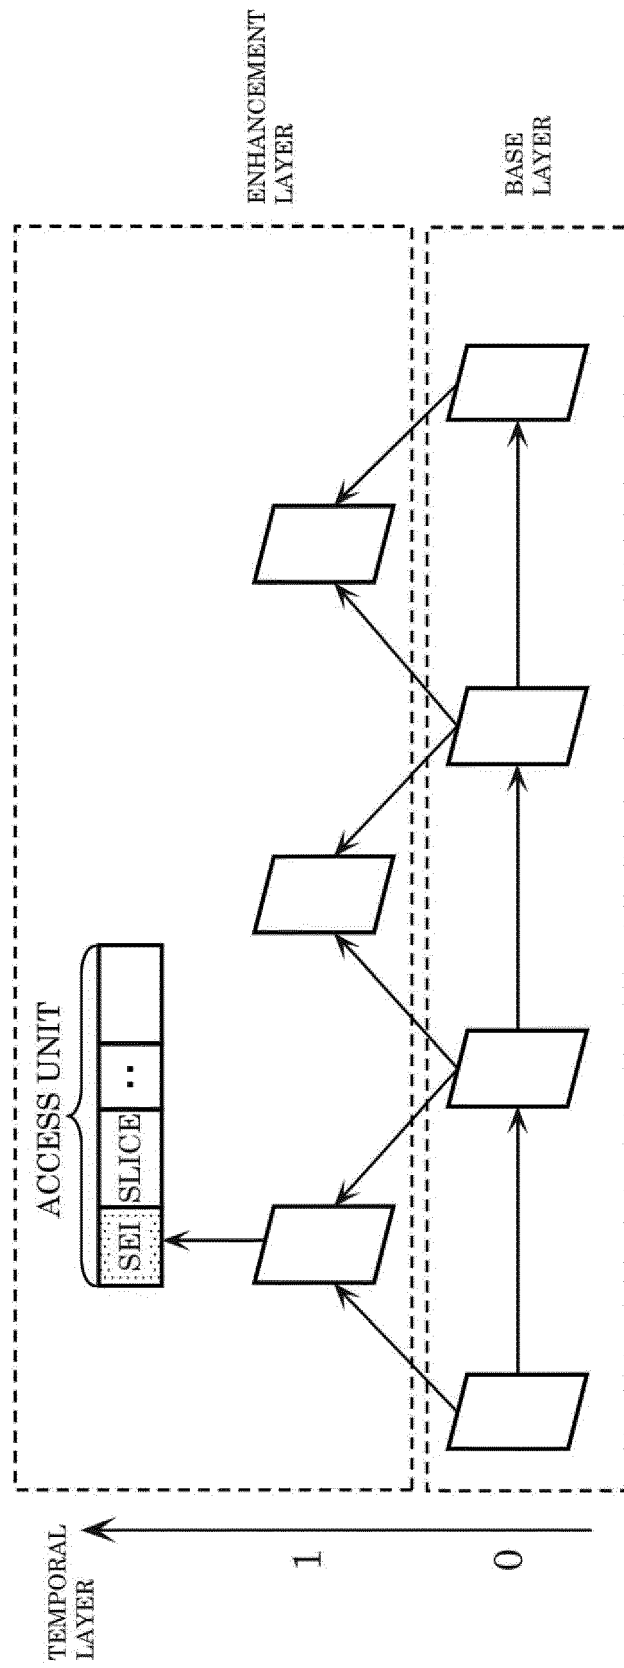 TEMPORAL
LAYER
1
0
ACCESS UNIT
SEI
SLICE
..
ENHANCEMENT
LAYER
BASE
LAYER